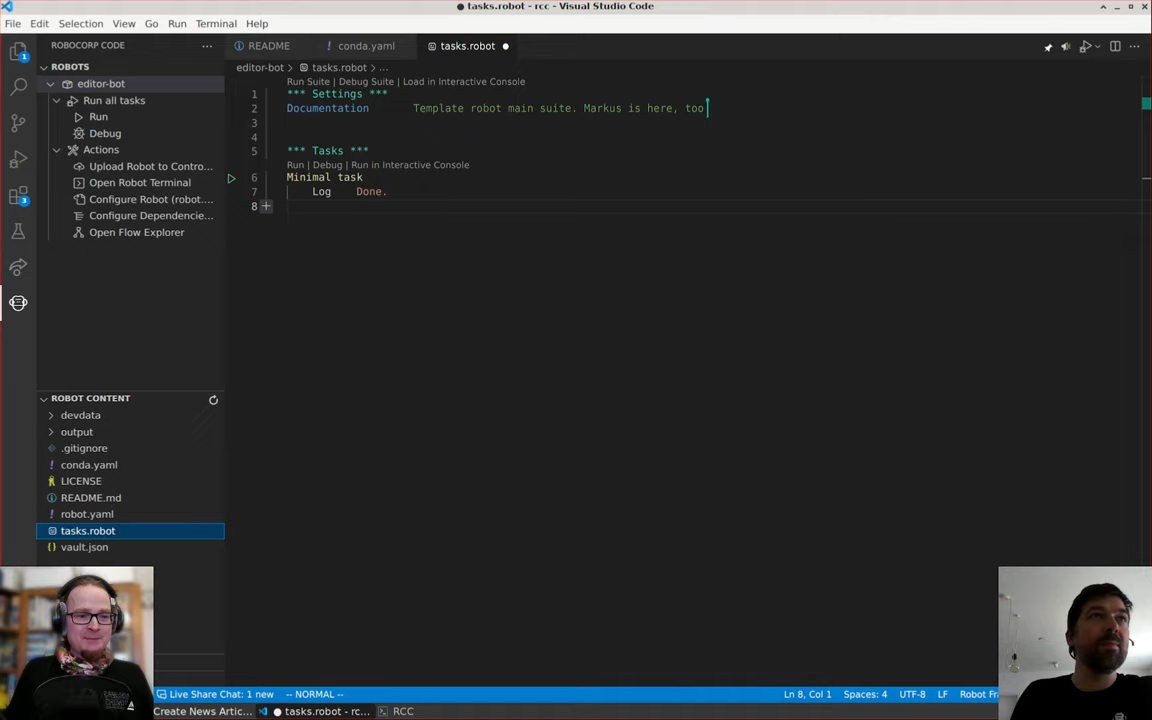 ● tasks.robot - rcc - Visual Studio Code
File Edit Selection View Go Run Terminal Help
ROBOCORP CODE ...
README
conda.yaml
tasks.robot ●
ROBOTS
editor-bot > tasks.robot > ...
editor-bot
Run all tasks
Run
Debug
Actions
Upload Robot to Contro...
Open Robot Terminal
Configure Robot (robot....
Configure Dependencie...
Open Flow Explorer
Run Suite | Debug Suite | Load in Interactive Console
1 *** Settings ***
2 Documentation Template robot main suite. Markus is here, too
3
4
5 *** Tasks ***
Run | Debug | Run in Interactive Console
6 Minimal task
7 Log Done.
8
1
3
ROBOT CONTENT
devdata
output
.gitignore
conda.yaml
LICENSE
README.md
robot.yaml
tasks.robot
vault.json
Live Share Chat: 1 new -- NORMAL -- Ln 8, Col 1 Spaces: 4 UTF-8 LF Robot Fra
Create News Artic... ● tasks.robot - rc... RCC